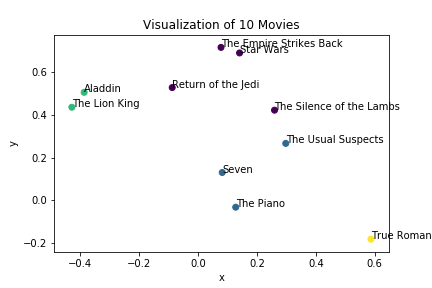 Visualization of 10 Movies
The Empire Strikes Back
Star Wars
Return of the Jedi
Aladdin
The Lion King
The Silence of the Lambs
The Usual Suspects
Seven
The Piano
True Roman
y
0.6
0.4
0.2
0.0
−0.2
−0.4 −0.2 0.0 0.2 0.4 0.6
x